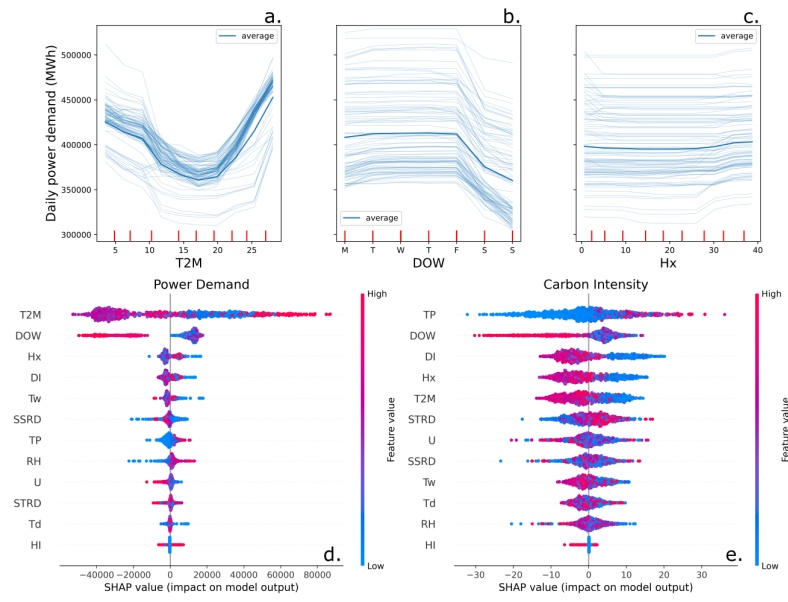 a.
b.
c.
average
average
average
Daily power demand (MWh)
500000
450000
400000
350000
300000
5 10 15 20 25
M T W T F S S
0 10 20 30 40
T2M
DOW
Hx
Power Demand
T2M
DOW
Hx
DI
Tw
SSRD
TP
RH
U
STRD
Td
HI
High
Feature value
Low
d.
−40000 −20000 0 20000 40000 60000 80000
SHAP value (impact on model output)
Carbon Intensity
TP
DOW
DI
Hx
T2M
STRD
U
SSRD
Tw
Td
RH
HI
High
Feature value
Low
e.
−30 −20 −10 0 10 20 30
SHAP value (impact on model output)